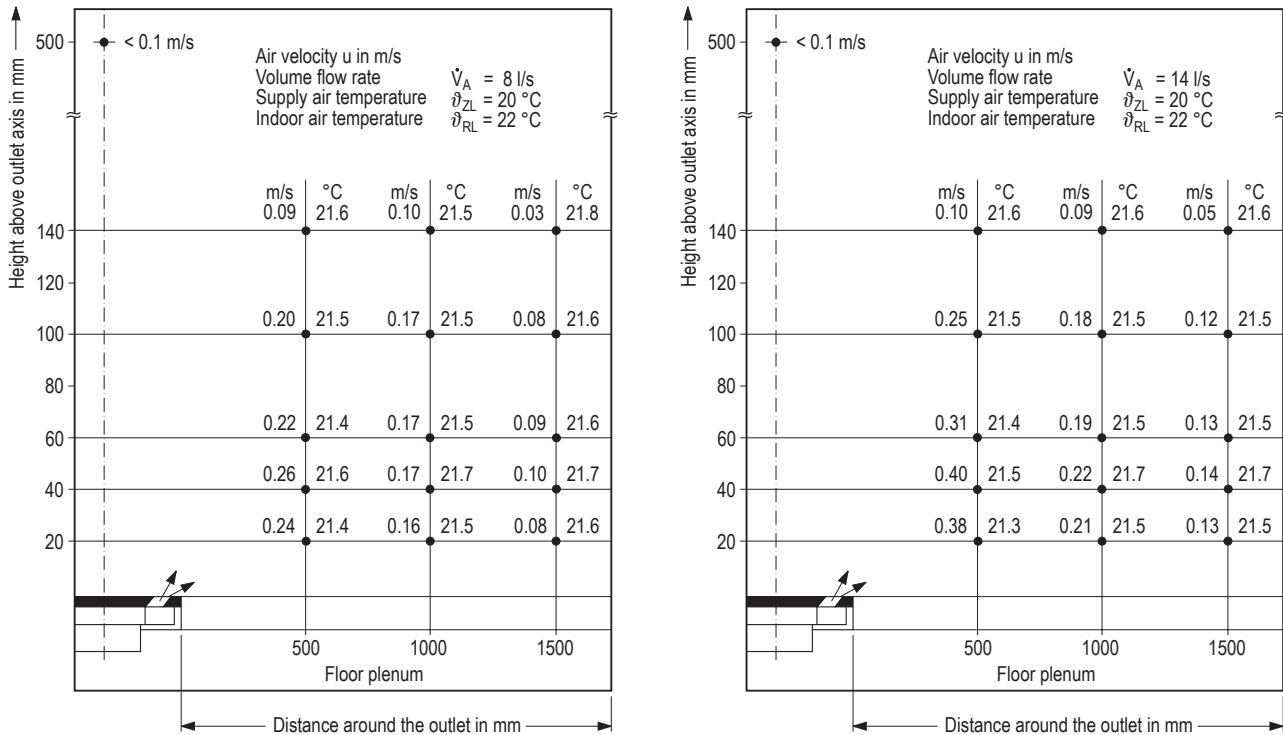 Height above outlet axis in mm
500
< 0.1 m/s
Air velocity u in m/s
Volume flow rate V̇A = 8 l/s
Supply air temperature ϑZL = 20 °C
Indoor air temperature ϑRL = 22 °C
m/s °C m/s °C m/s °C
0.09 21.6 0.10 21.5 0.03 21.8
140
120
0.20 21.5 0.17 21.5 0.08 21.6
100
80
0.22 21.4 0.17 21.5 0.09 21.6
60
0.26 21.6 0.17 21.7 0.10 21.7
40
0.24 21.4 0.16 21.5 0.08 21.6
20
500 1000 1500
Floor plenum
Distance around the outlet in mm
Height above outlet axis in mm
500
< 0.1 m/s
Air velocity u in m/s
Volume flow rate V̇A = 14 l/s
Supply air temperature ϑZL = 20 °C
Indoor air temperature ϑRL = 22 °C
m/s °C m/s °C m/s °C
0.10 21.6 0.09 21.6 0.05 21.6
140
120
0.25 21.5 0.18 21.5 0.12 21.5
100
80
0.31 21.4 0.19 21.5 0.13 21.5
60
0.40 21.5 0.22 21.7 0.14 21.7
40
0.38 21.3 0.21 21.5 0.13 21.5
20
500 1000 1500
Floor plenum
Distance around the outlet in mm